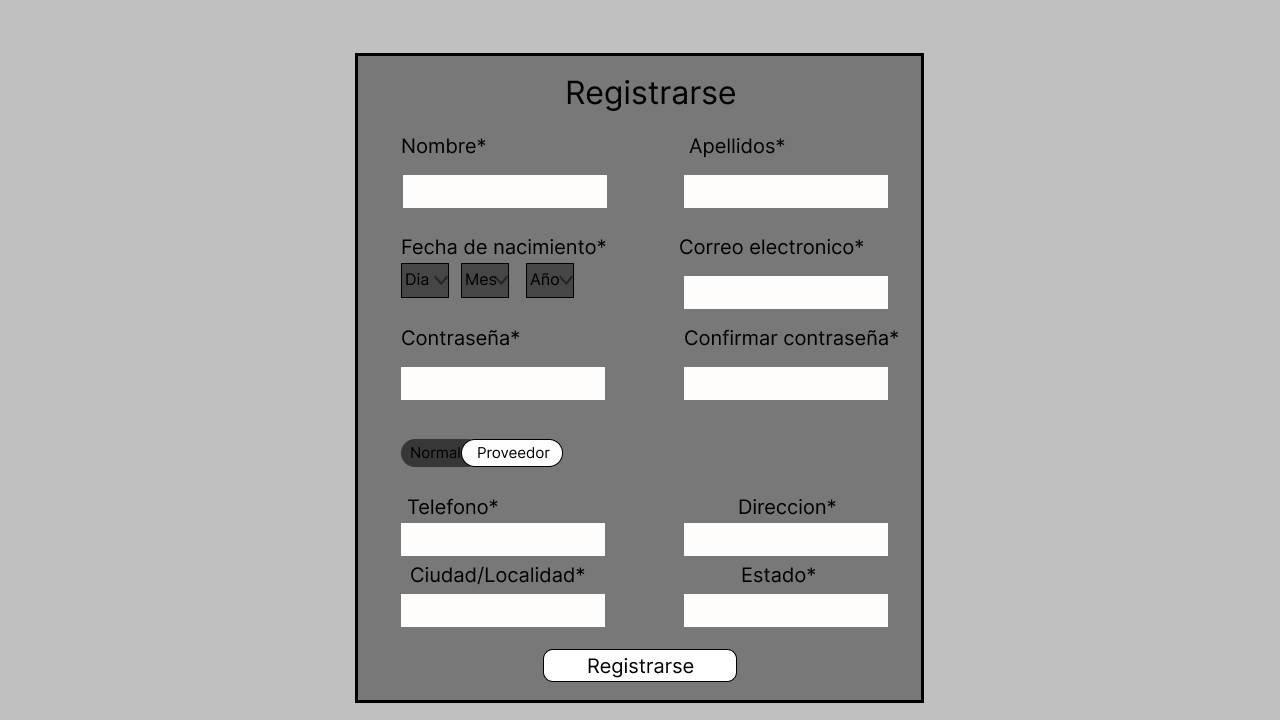 Registrarse
Nombre* Apellidos*
Fecha de nacimiento* Correo electronico*
Dia Mes Año
Contraseña* Confirmar contraseña*
Normal Proveedor
Telefono* Direccion*
Ciudad/Localidad* Estado*
Registrarse